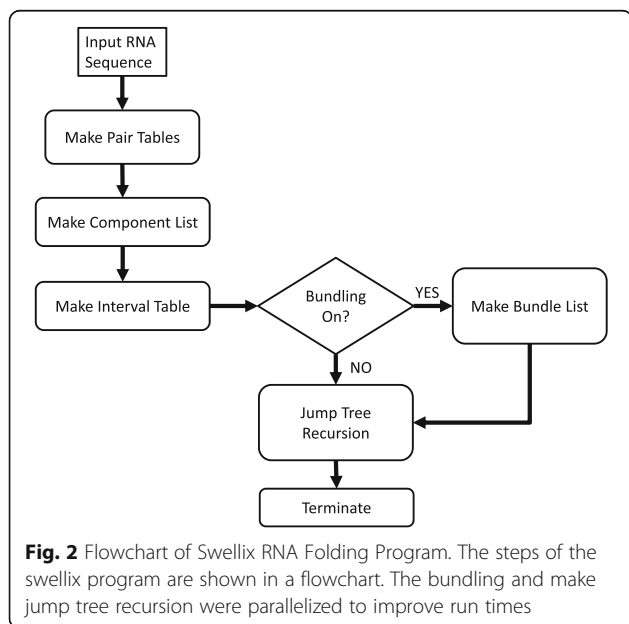 Input RNA
Sequence
Make Pair Tables
Make Component List
Make Interval Table
Bundling
On?
YES
Make Bundle List
NO
Jump Tree
Recursion
Terminate
Fig. 2 Flowchart of Swellix RNA Folding Program. The steps of the
swellix program are shown in a flowchart. The bundling and make
jump tree recursion were parallelized to improve run times